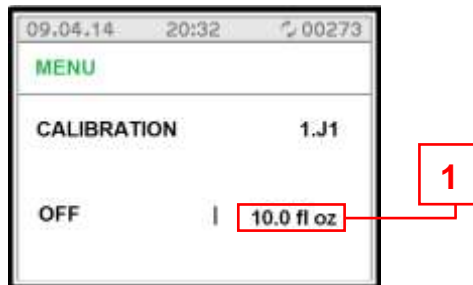 09.04.14 20:32 00273
MENU
CALIBRATION 1.J1
OFF | 10.0 fl oz
1